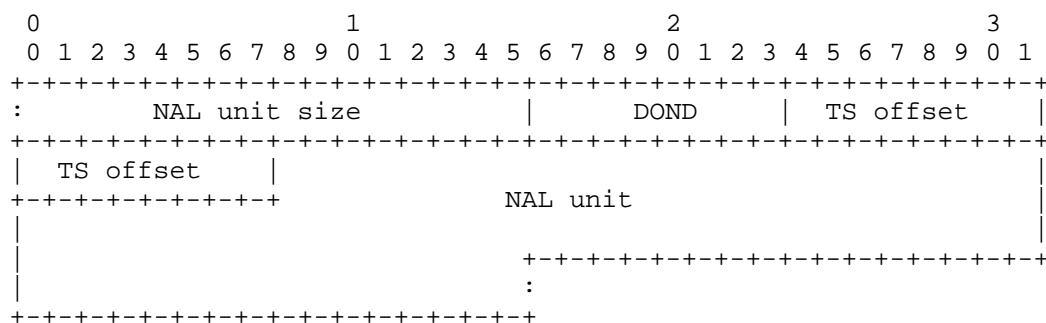 0                   1                   2                   3
0 1 2 3 4 5 6 7 8 9 0 1 2 3 4 5 6 7 8 9 0 1 2 3 4 5 6 7 8 9 0 1
+-+-+-+-+-+-+-+-+-+-+-+-+-+-+-+-+-+-+-+-+-+-+-+-+-+-+-+-+-+-+-+-+
:        NAL unit size          |      DOND     |  TS offset    |
+-+-+-+-+-+-+-+-+-+-+-+-+-+-+-+-+-+-+-+-+-+-+-+-+-+-+-+-+-+-+-+-+
|  TS offset    |                                               |
+-+-+-+-+-+-+-+-+              NAL unit                         |
|                                                               |
|                               +-+-+-+-+-+-+-+-+-+-+-+-+-+-+-+-+
|                               :
+-+-+-+-+-+-+-+-+-+-+-+-+-+-+-+-+